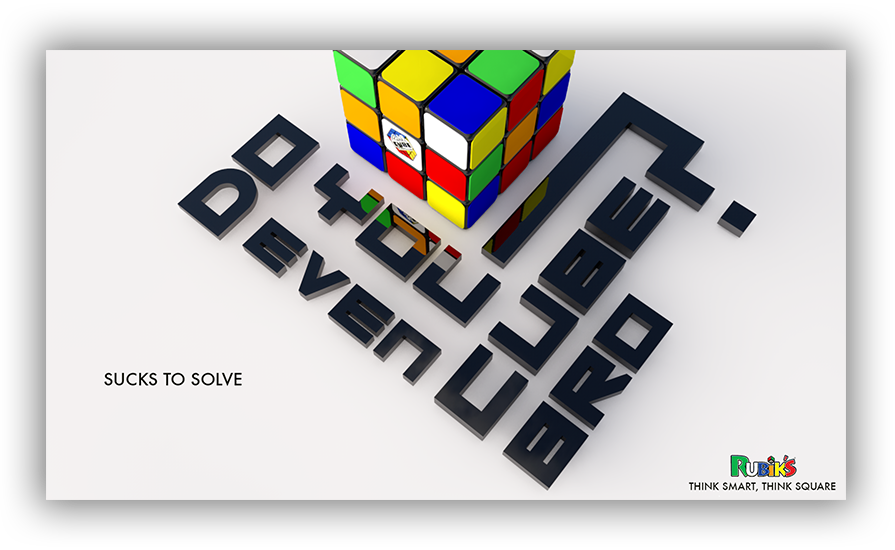 DO YOU
EVEN
CUBE
BRO?
SUCKS TO SOLVE
RUBIK'S
THINK SMART, THINK SQUARE